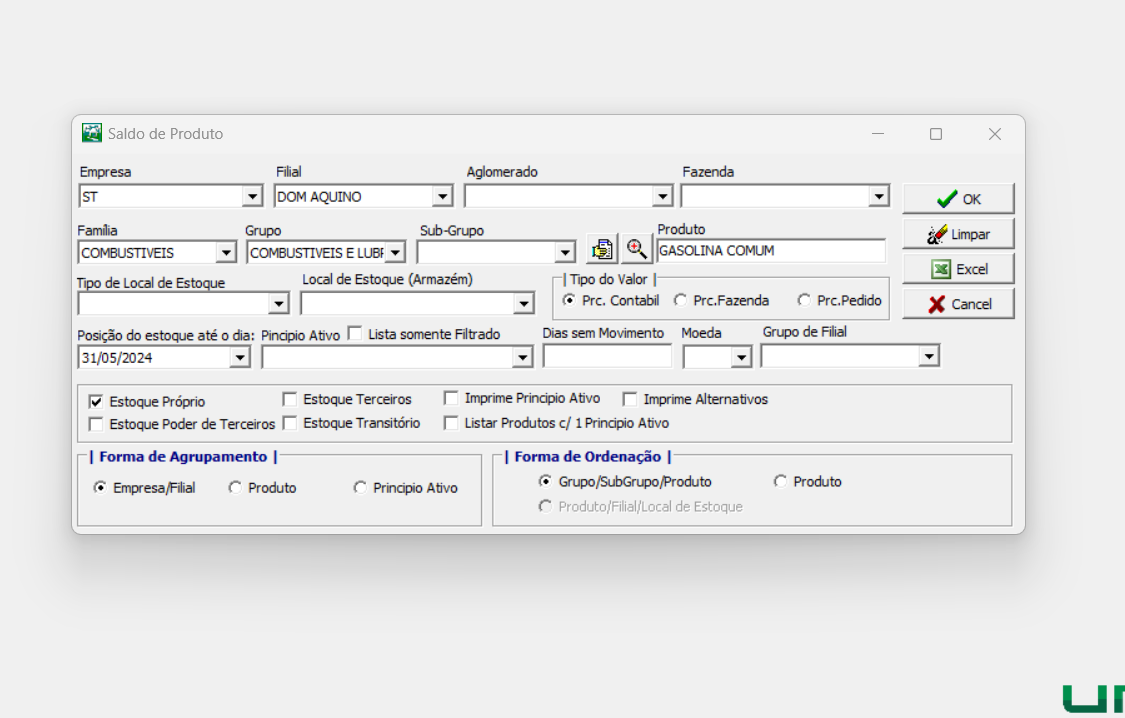 Saldo de Produto
Empresa Filial Aglomerado Fazenda
ST DOM AQUINO OK
Família Grupo Sub-Grupo Produto Limpar
COMBUSTIVEIS COMBUSTIVEIS E LUBF GASOLINA COMUM
Tipo de Local de Estoque Local de Estoque (Armazém) | Tipo do Valor | Excel
Prc. Contabil Prc.Fazenda Prc.Pedido Cancel
Posição do estoque até o dia: Pincipio Ativo Lista somente Filtrado Dias sem Movimento Moeda Grupo de Filial
31/05/2024
Estoque Próprio Estoque Terceiros Imprime Principio Ativo Imprime Alternativos
Estoque Poder de Terceiros Estoque Transitório Listar Produtos c/ 1 Principio Ativo
| Forma de Agrupamento | | Forma de Ordenação |
Empresa/Filial Produto Principio Ativo Grupo/SubGrupo/Produto Produto
Produto/Filial/Local de Estoque